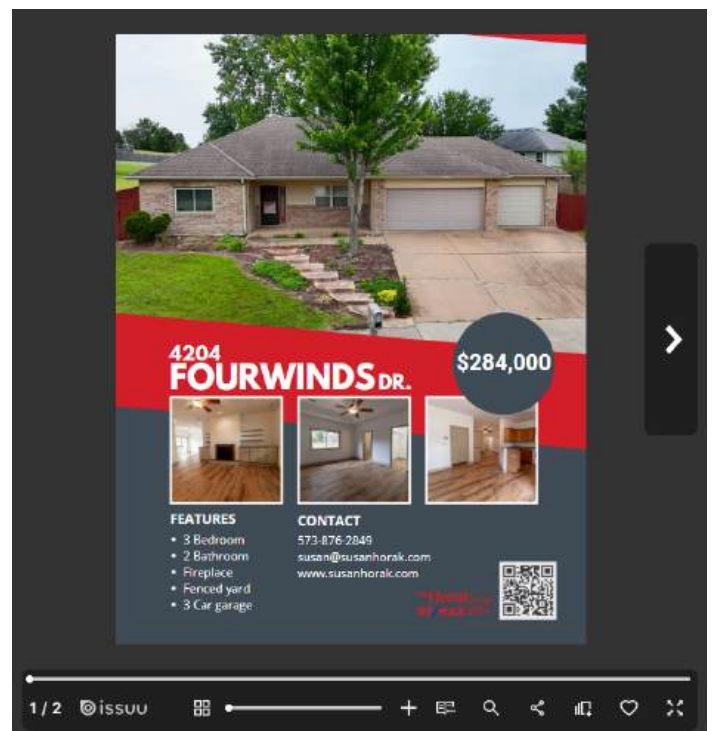 4204
FOURWINDS DR.
$284,000
FEATURES
• 3 Bedroom
• 2 Bathroom
• Fireplace
• Fenced yard
• 3 Car garage
CONTACT
573-876-2849
susan@susanhorak.com
www.susanhorak.com
1 / 2 issuu